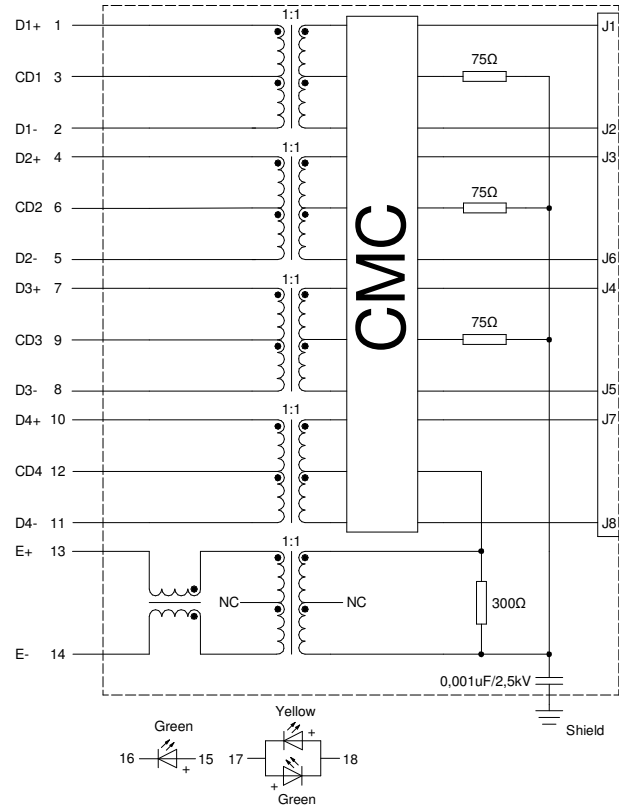 1:1
D1+ 1
J1
75Ω
CD1 3
D1- 2
J2
1:1
D2+ 4
J3
75Ω
CD2 6
D2- 5
J6
1:1
D3+ 7
J4
CMC
75Ω
CD3 9
D3- 8
J5
1:1
D4+ 10
J7
CD4 12
D4- 11
J8
1:1
E+ 13
NC
NC
300Ω
E- 14
0,001uF/2,5kV
Shield
Green
16
+ 15
Yellow
+
17
18
+
Green